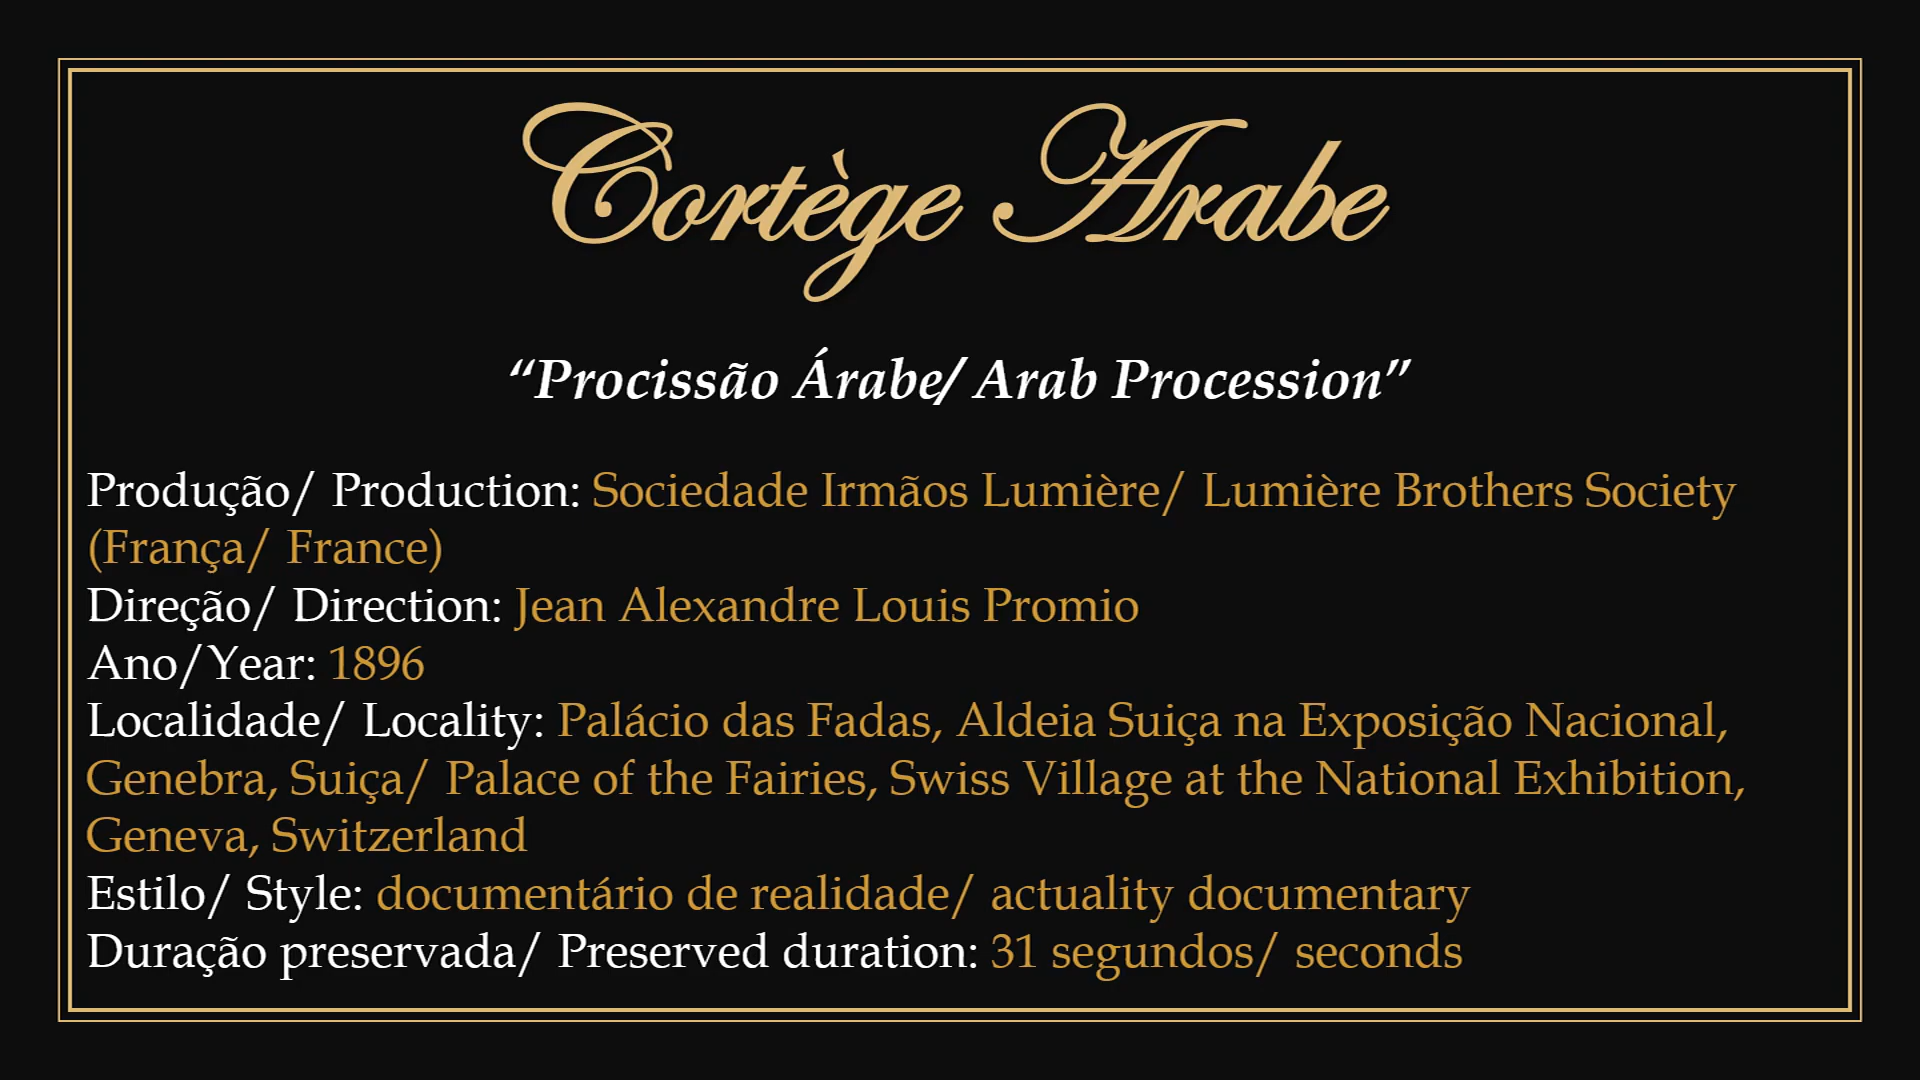 Cortège Arabe
“Procissão Árabe/ Arab Procession”
Produção/ Production: Sociedade Irmãos Lumière/ Lumière Brothers Society
(França/ France)
Direção/ Direction: Jean Alexandre Louis Promio
Ano/Year: 1896
Localidade/ Locality: Palácio das Fadas, Aldeia Suiça na Exposição Nacional,
Genebra, Suiça/ Palace of the Fairies, Swiss Village at the National Exhibition,
Geneva, Switzerland
Estilo/ Style: documentário de realidade/ actuality documentary
Duração preservada/ Preserved duration: 31 segundos/ seconds